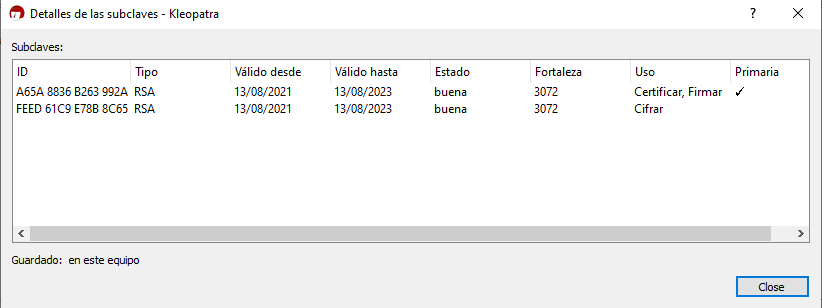 Detalles de las subclaves - Kleopatra
Subclaves:
ID Tipo Válido desde Válido hasta Estado Fortaleza Uso Primaria
A65A 8836 B263 992A RSA 13/08/2021 13/08/2023 buena 3072 Certificar, Firmar ✓
FEED 61C9 E78B 8C65 RSA 13/08/2021 13/08/2023 buena 3072 Cifrar
Guardado: en este equipo
Close